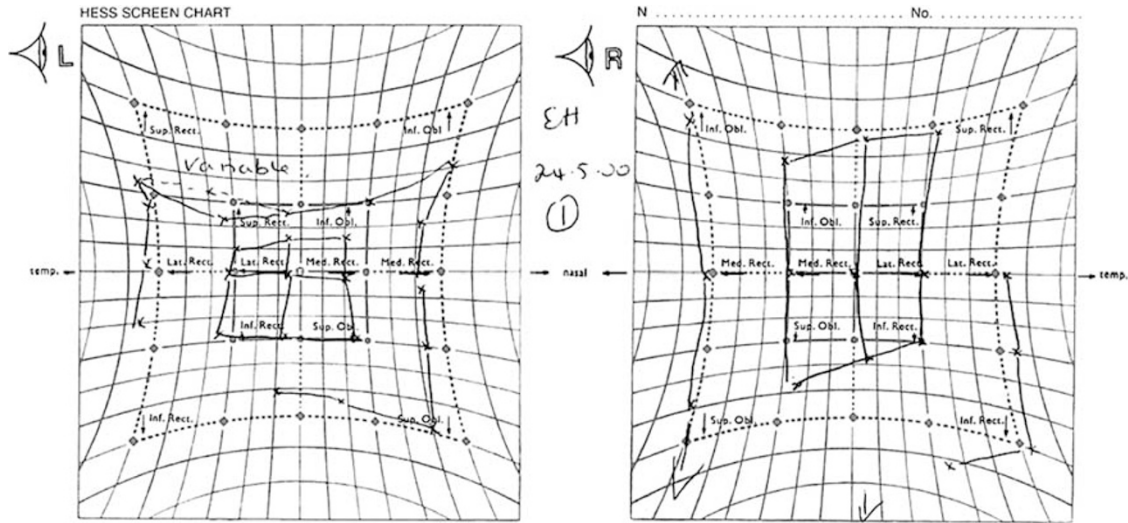 HESS SCREEN CHART
N ........................ No. ........................
L
R
EH
24.5.00
1
Sup. Rect. Inf. Obl.
Variable
Sup. Rect. Inf. Obl.
temp. Lat. Rect. Lat. Rect. Med. Rect. Med. Rect.
Inf. Rect. Sup. Obl.
Inf. Rect. Sup. Obl.
nasal
Inf. Obl. Sup. Rect.
Inf. Obl. Sup. Rect.
Med. Rect. Med. Rect. Lat. Rect. Lat. Rect. temp.
Sup. Obl. Inf. Rect.
Sup. Obl. Inf. Rect.